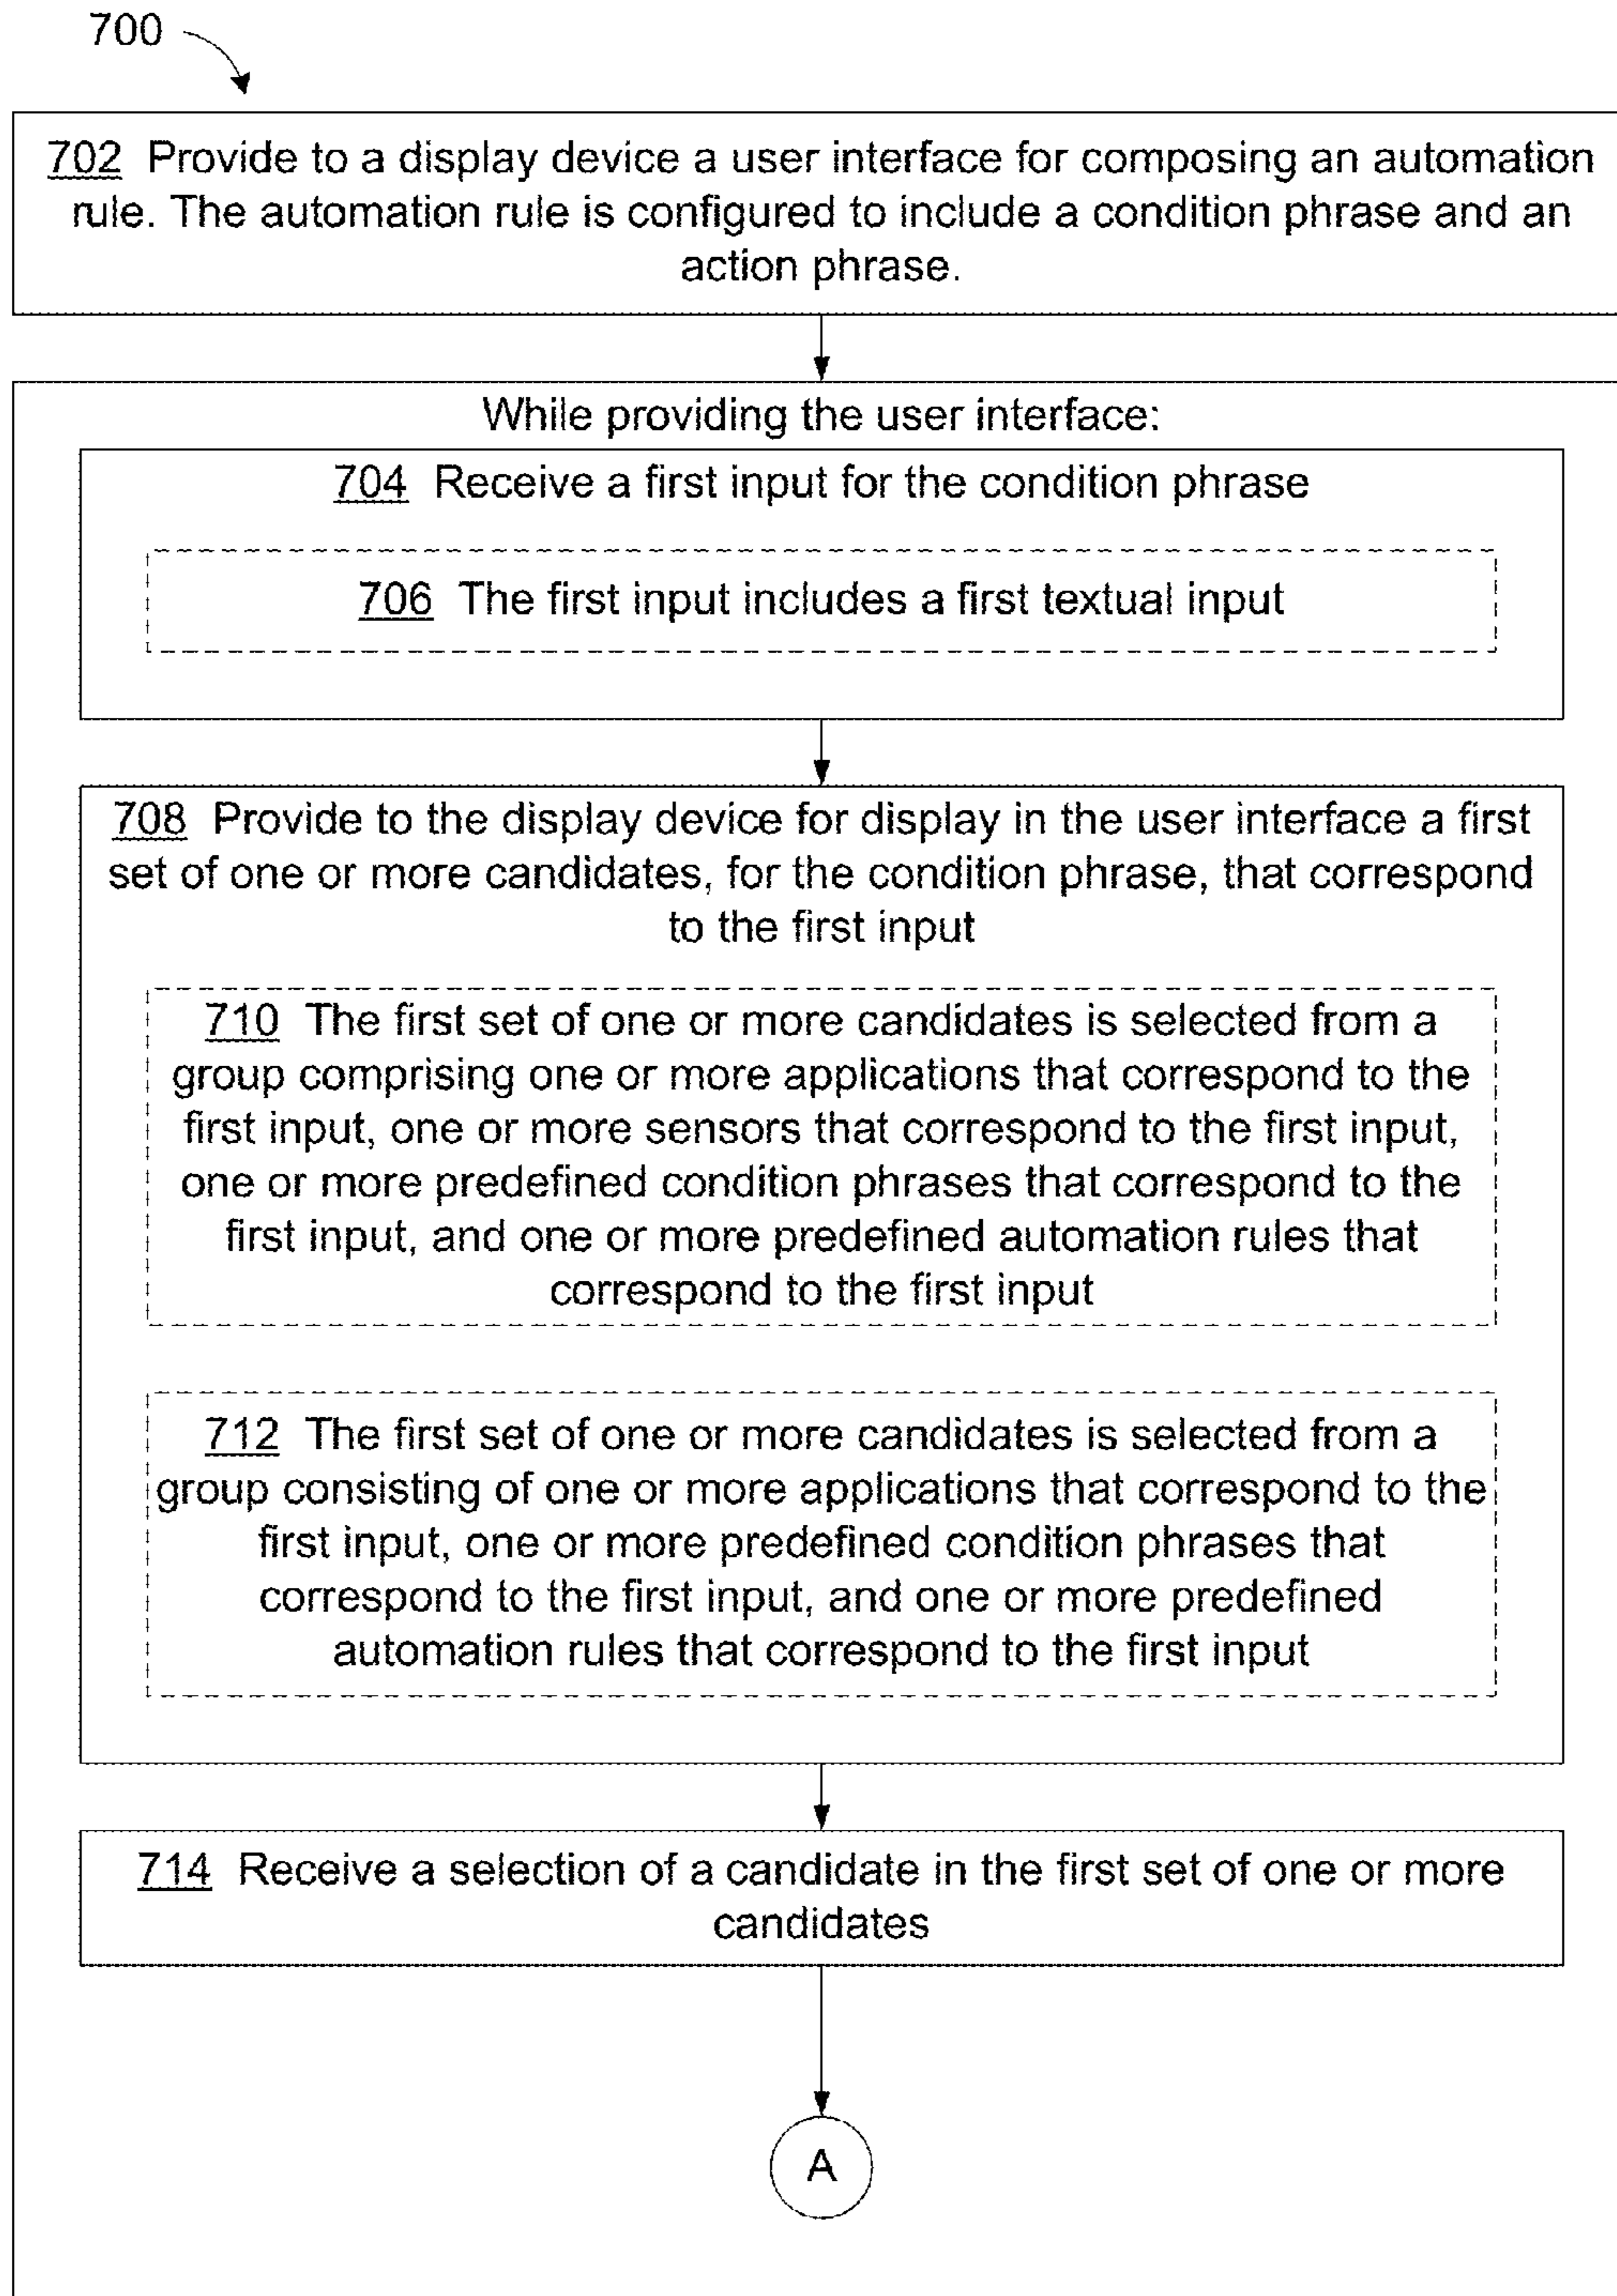 700
702 Provide to a display device a user interface for composing an automation
rule. The automation rule is configured to include a condition phrase and an
action phrase.
While providing the user interface:
704 Receive a first input for the condition phrase
706 The first input includes a first textual input
708 Provide to the display device for display in the user interface a first
set of one or more candidates, for the condition phrase, that correspond
to the first input
710 The first set of one or more candidates is selected from a
group comprising one or more applications that correspond to the
first input, one or more sensors that correspond to the first input,
one or more predefined condition phrases that correspond to the
first input, and one or more predefined automation rules that
correspond to the first input
712 The first set of one or more candidates is selected from a
group consisting of one or more applications that correspond to the
first input, one or more predefined condition phrases that
correspond to the first input, and one or more predefined
automation rules that correspond to the first input
714 Receive a selection of a candidate in the first set of one or more
candidates
A